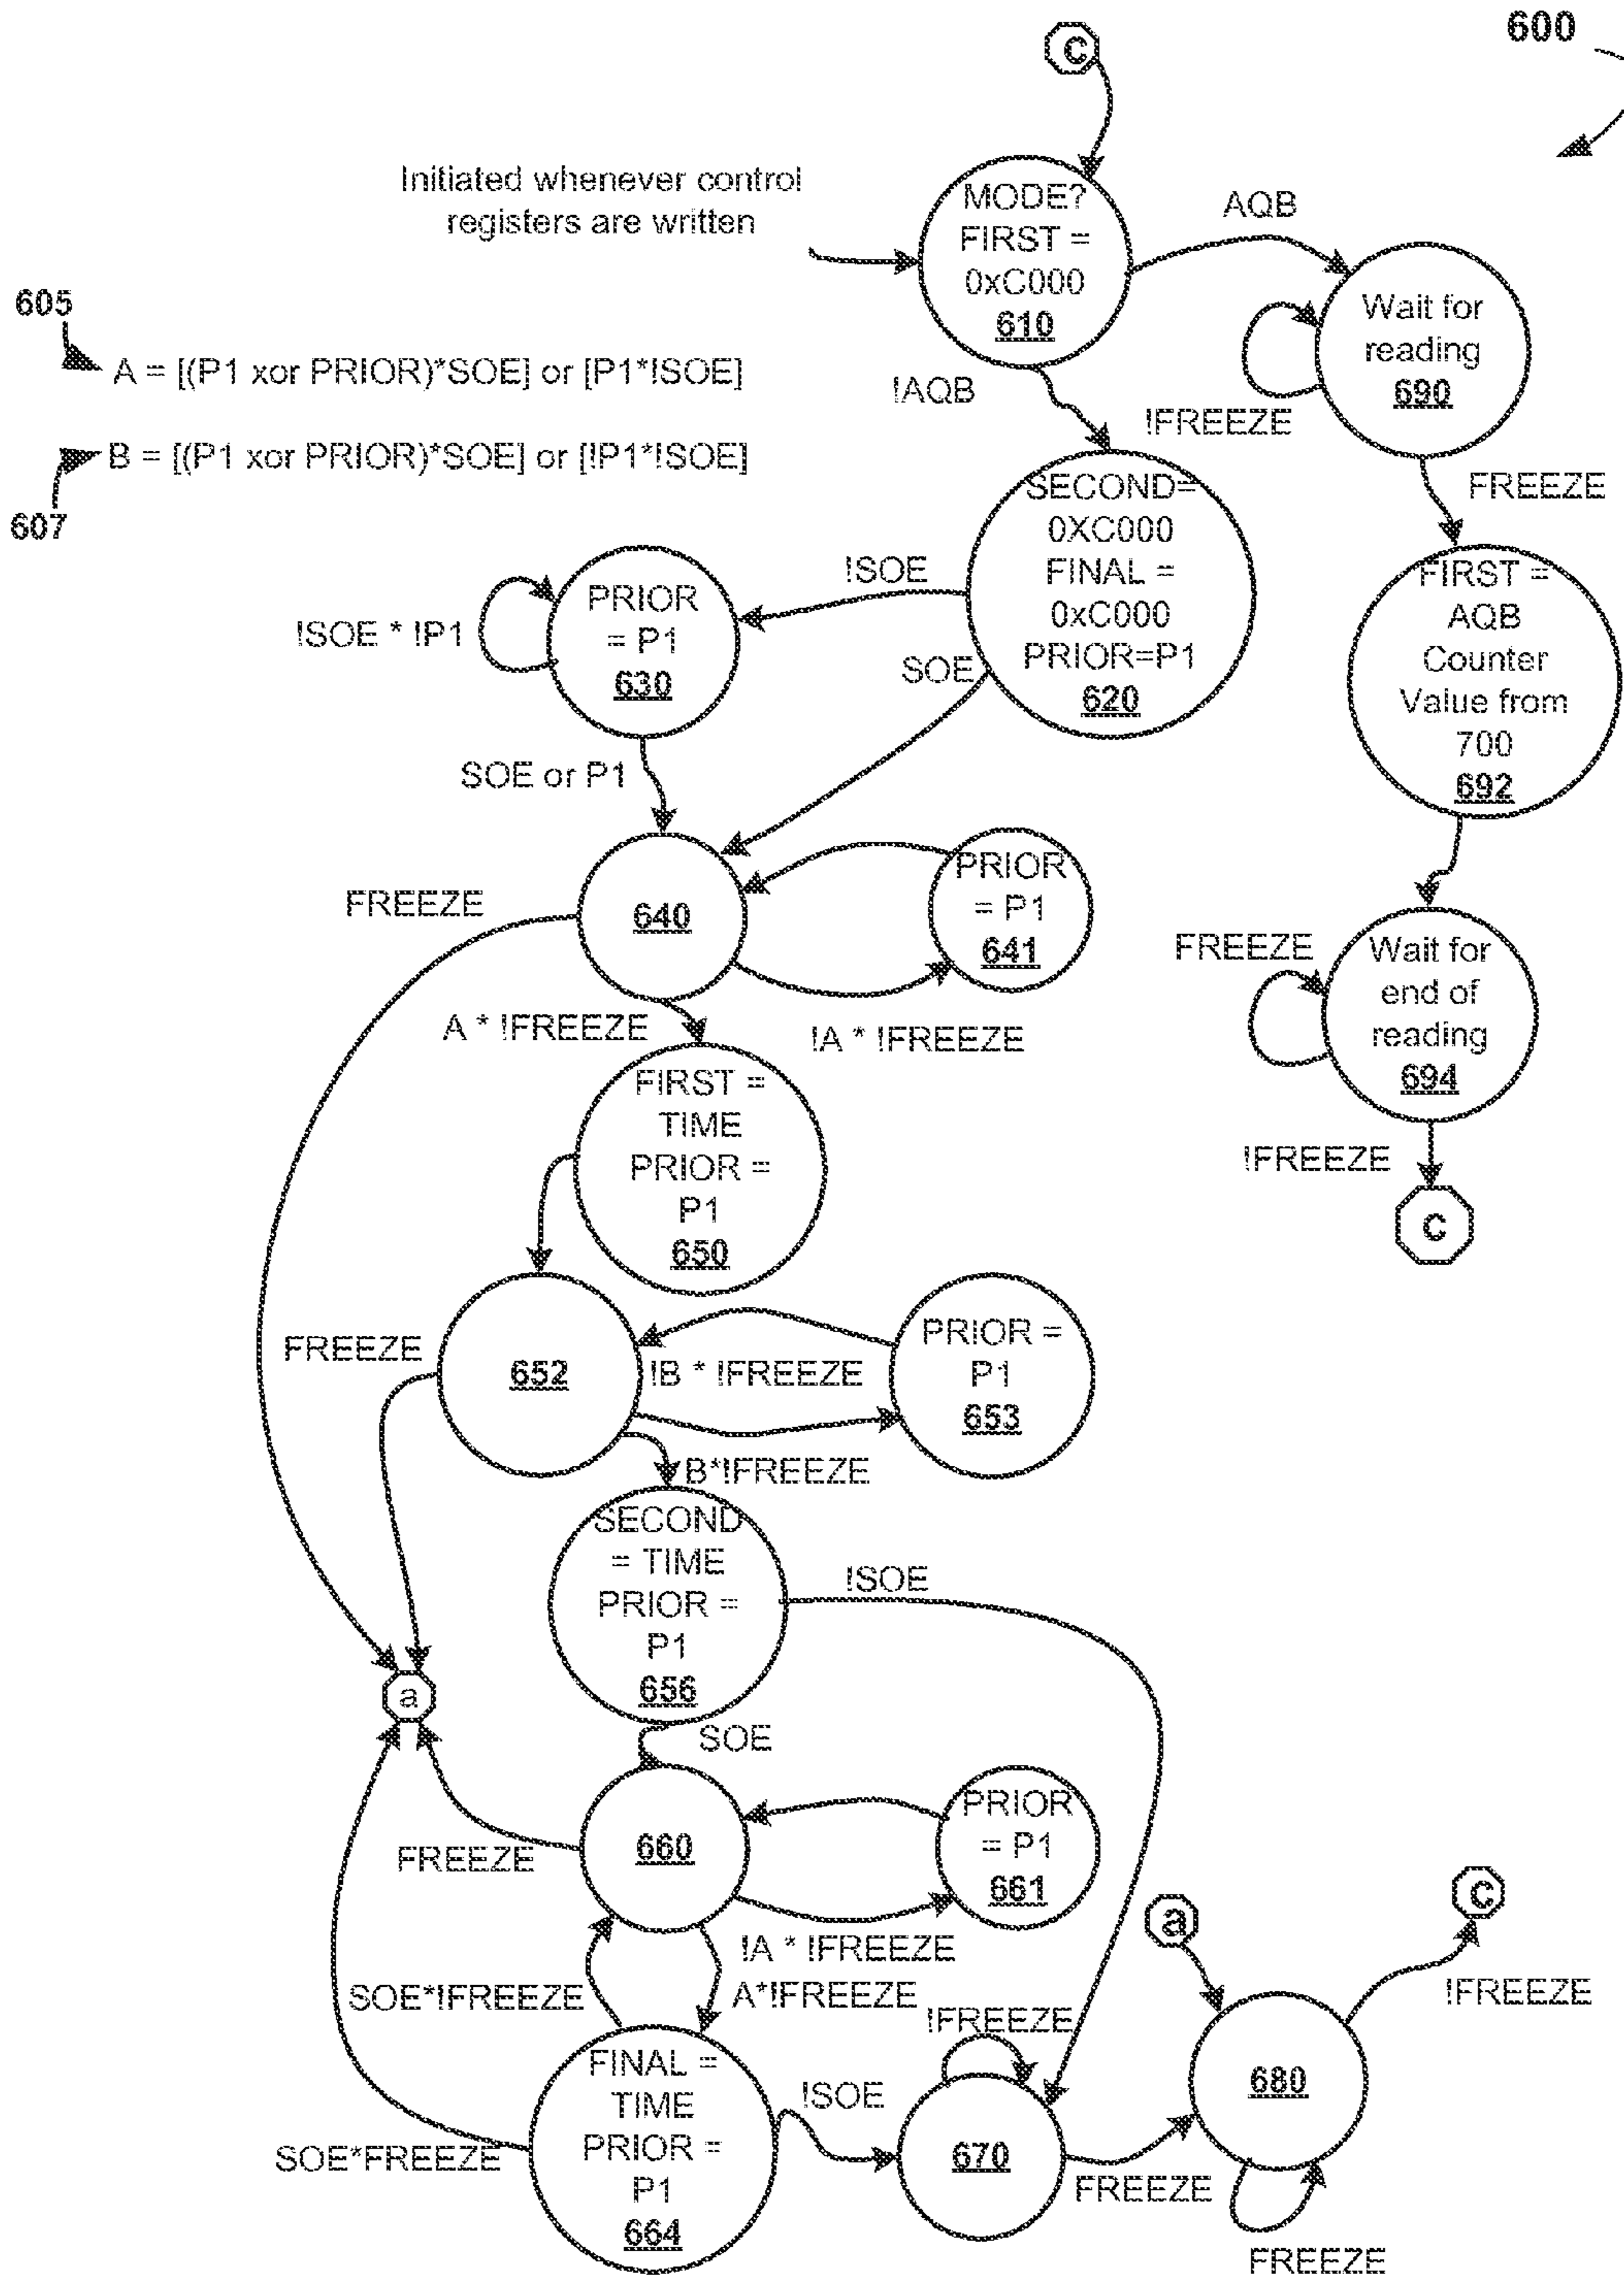 600
C
Initiated whenever control
registers are written
MODE?
FIRST =
0xC000
610
AQB
Wait for
reading
690
!FREEZE
605
A = [(P1 xor PRIOR)*SOE] or [P1*!SOE]
B = [(P1 xor PRIOR)*SOE] or [!P1*!SOE]
607
!AQB
FREEZE
SECOND=
0XC000
FINAL =
0xC000
PRIOR=P1
620
!SOE
SOE
PRIOR
= P1
630
!SOE * !P1
SOE or P1
FIRST =
AQB
Counter
Value from
700
692
640
PRIOR
= P1
641
FREEZE
A * !FREEZE
!A * !FREEZE
FREEZE
Wait for
end of
reading
694
!FREEZE
C
FIRST =
TIME
PRIOR =
P1
650
FREEZE
652
!B * !FREEZE
PRIOR =
P1
653
B*!FREEZE
SECOND
= TIME
PRIOR =
P1
656
!SOE
a
SOE
FREEZE
660
PRIOR
= P1
661
!A * !FREEZE
A*!FREEZE
SOE*!FREEZE
!FREEZE
a
C
!FREEZE
FINAL =
TIME
PRIOR =
P1
664
SOE*FREEZE
!SOE
670
FREEZE
680
FREEZE